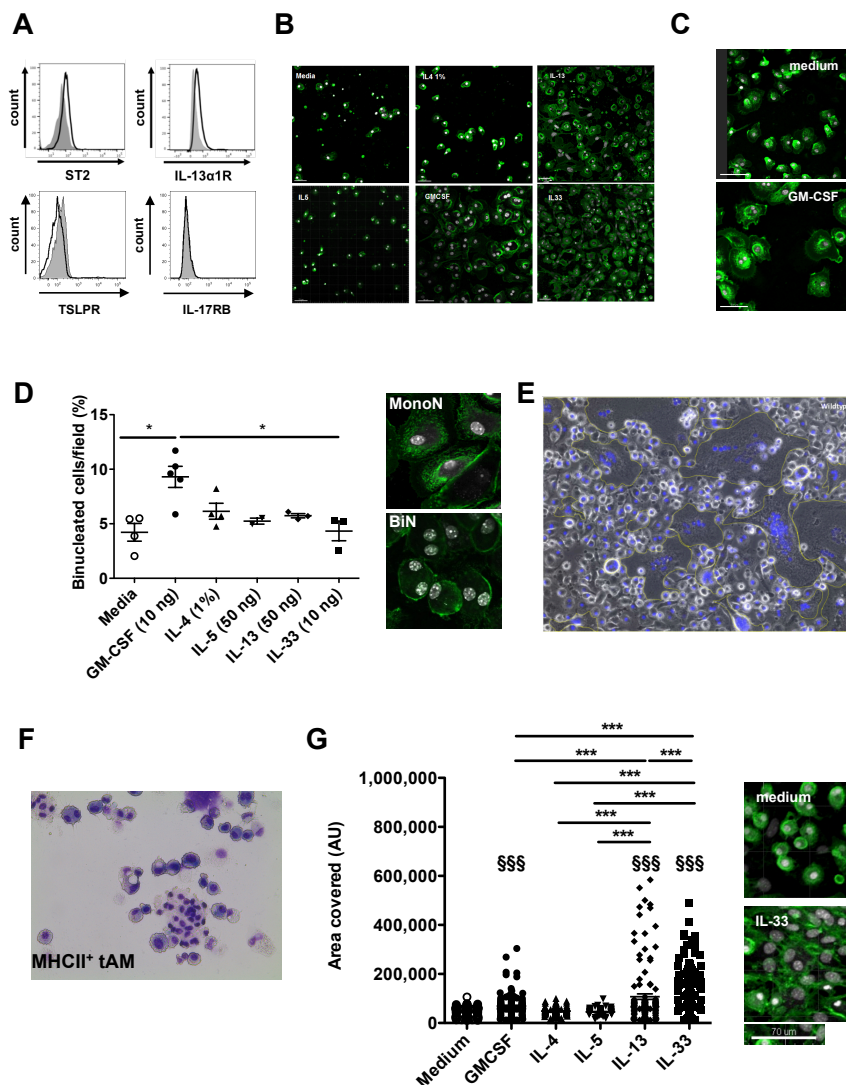 A
B
C
count
ST2
count
IL-13α1R
count
TSLPR
count
IL-17RB
Media
IL4 1%
IL-13
IL5
GMCSF
IL33
medium
GM-CSF
D
Binucleated cells/field (%)
15
10
5
0
*
*
Media
GM-CSF (10 ng)
IL-4 (1%)
IL-5 (50 ng)
IL-13 (50 ng)
IL-33 (10 ng)
MonoN
BiN
E
Wildtype
F
MHCII⁺ tAM
G
Area covered (AU)
1,000,000
800,000
600,000
400,000
200,000
0
***
***
***
***
***
***
***
§§§
§§§
§§§
Medium
GMCSF
IL-4
IL-5
IL-13
IL-33
medium
IL-33
70 um